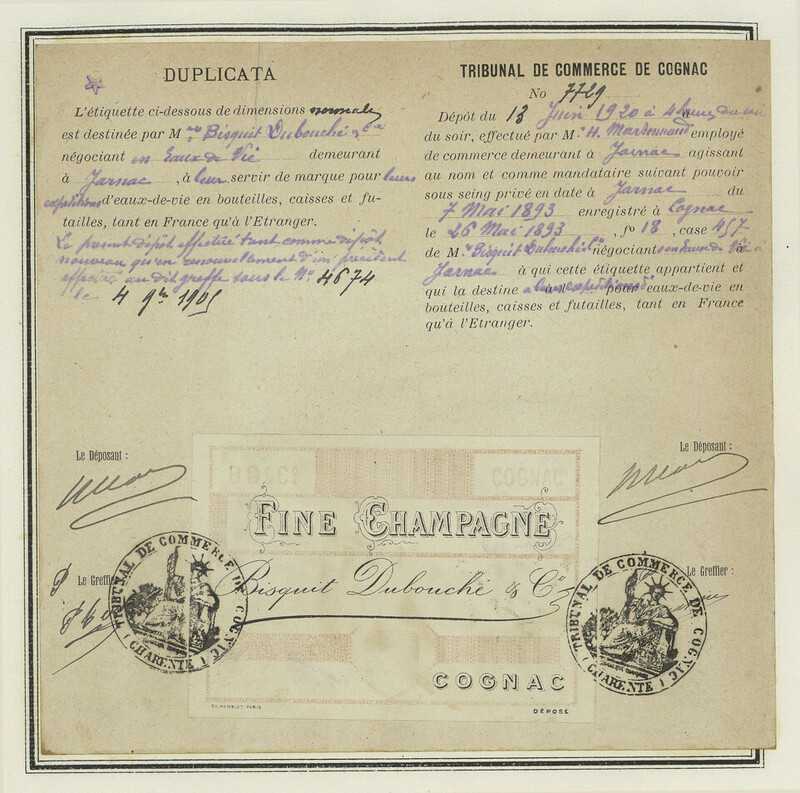 DUPLICATA
L'étiquette ci-dessous de dimensions normales
est destinée par Mrs Bisquit Dubouché & Cie
négociant en Eaux de Vie demeurant
à Jarnac, à leur servir de marque pour leurs
expéditions d'eaux-de-vie en bouteilles, caisses et fu-
tailles, tant en France qu'à l'Etranger.
Le présent dépôt effectué tant comme dépôt
nouveau qu'en renouvellement d'un précédent
effectué au dit greffe sous le No 4674
le 4 9bre 1905
Le Déposant :
Le Greffier :
TRIBUNAL DE COMMERCE DE COGNAC
No 7729
Dépôt du 13 Juin 1920 à 4 heures du soir
du soir, effectué par M. H. employé
de commerce demeurant à Jarnac agissant
au nom et comme mandataire suivant pouvoir
sous seing privé en date à Jarnac du
7 Mai 1893 enregistré à Cognac
le 26 Mai 1893, fo 18, case 457
de Mrs Bisquit Dubouché & Cie négociants en Eaux de Vie à
Jarnac à qui cette étiquette appartient et
qui la destine à leurs expéditions d'eaux-de-vie en
bouteilles, caisses et futailles, tant en France
qu'à l'Etranger.
Le Déposant :
Le Greffier :
B D & Co COGNAC
FINE CHAMPAGNE
Bisquit Dubouché & Co
COGNAC
DÉPOSÉ
TRIBUNAL DE COMMERCE DE COGNAC
(CHARENTE)
TRIBUNAL DE COMMERCE DE COGNAC
(CHARENTE)